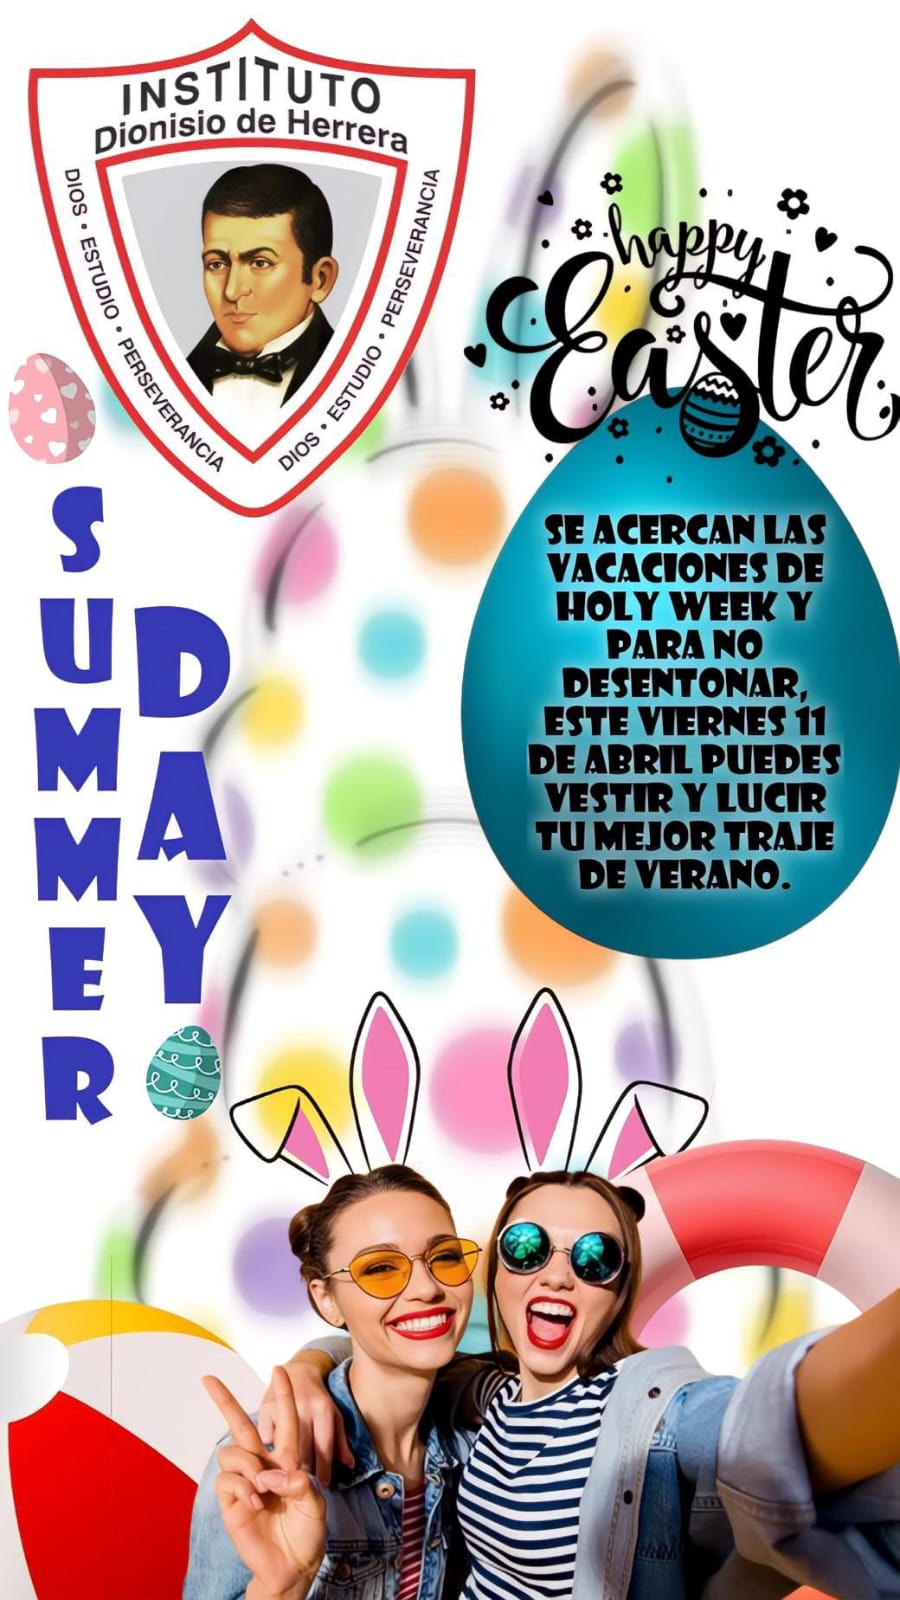 INSTITUTO
Dionisio de Herrera
DIOS • ESTUDIO • PERSEVERANCIA
DIOS • ESTUDIO • PERSEVERANCIA
happy
Easter
SUMMER
DAY
SE ACERCAN LAS
VACACIONES DE
HOLY WEEK Y
PARA NO
DESENTONAR,
ESTE VIERNES 11
DE ABRIL PUEDES
VESTIR Y LUCIR
TU MEJOR TRAJE
DE VERANO.